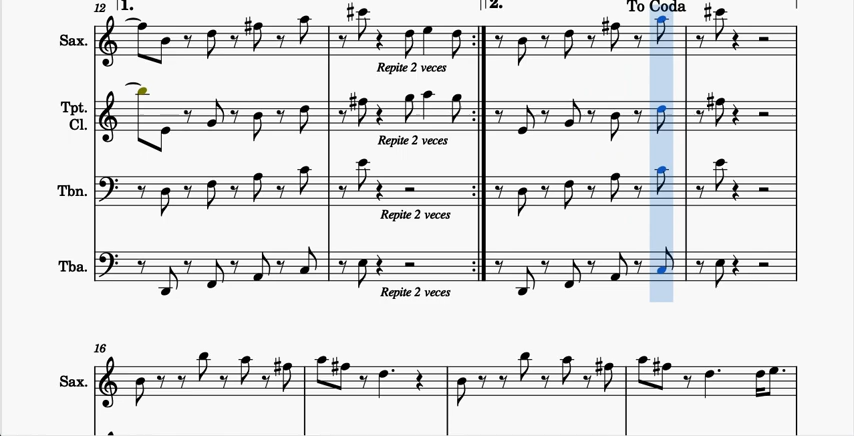 12
1.
2.
To Coda
Sax.
Repite 2 veces
Tpt.
Cl.
Repite 2 veces
Tbn.
Repite 2 veces
Tba.
Repite 2 veces
16
Sax.